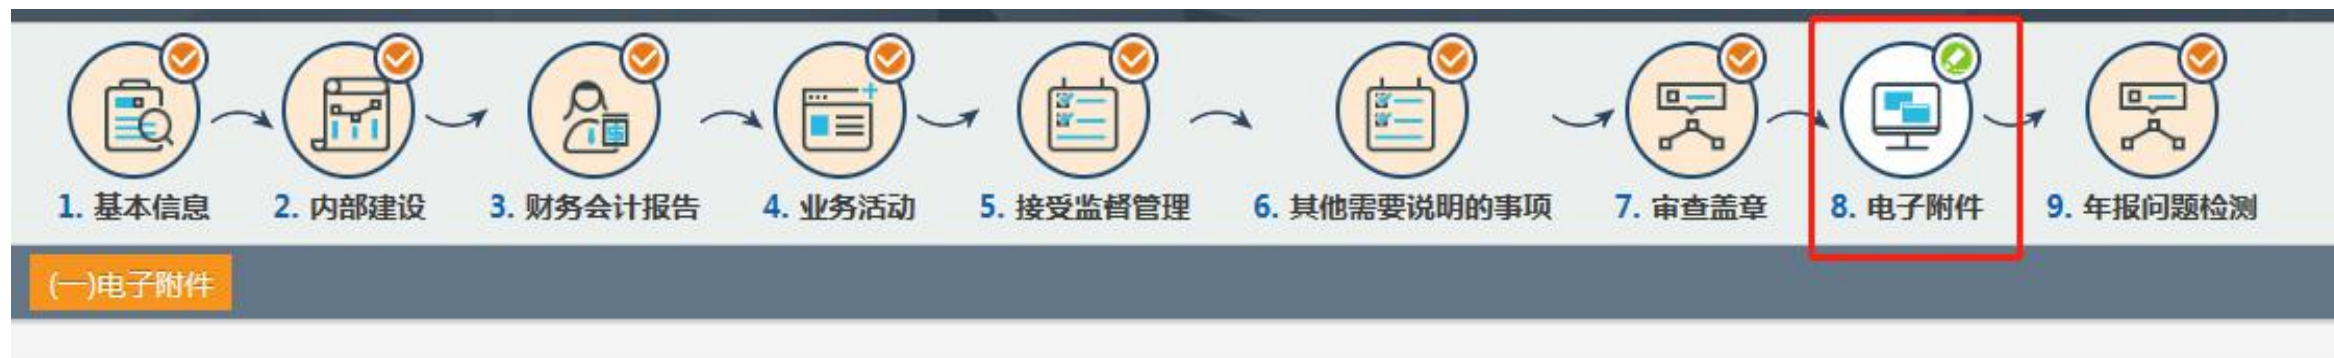 1. 基本信息 2. 内部建设 3. 财务会计报告 4. 业务活动 5. 接受监督管理 6. 其他需要说明的事项 7. 审查盖章 8. 电子附件 9. 年报问题检测
(一)电子附件